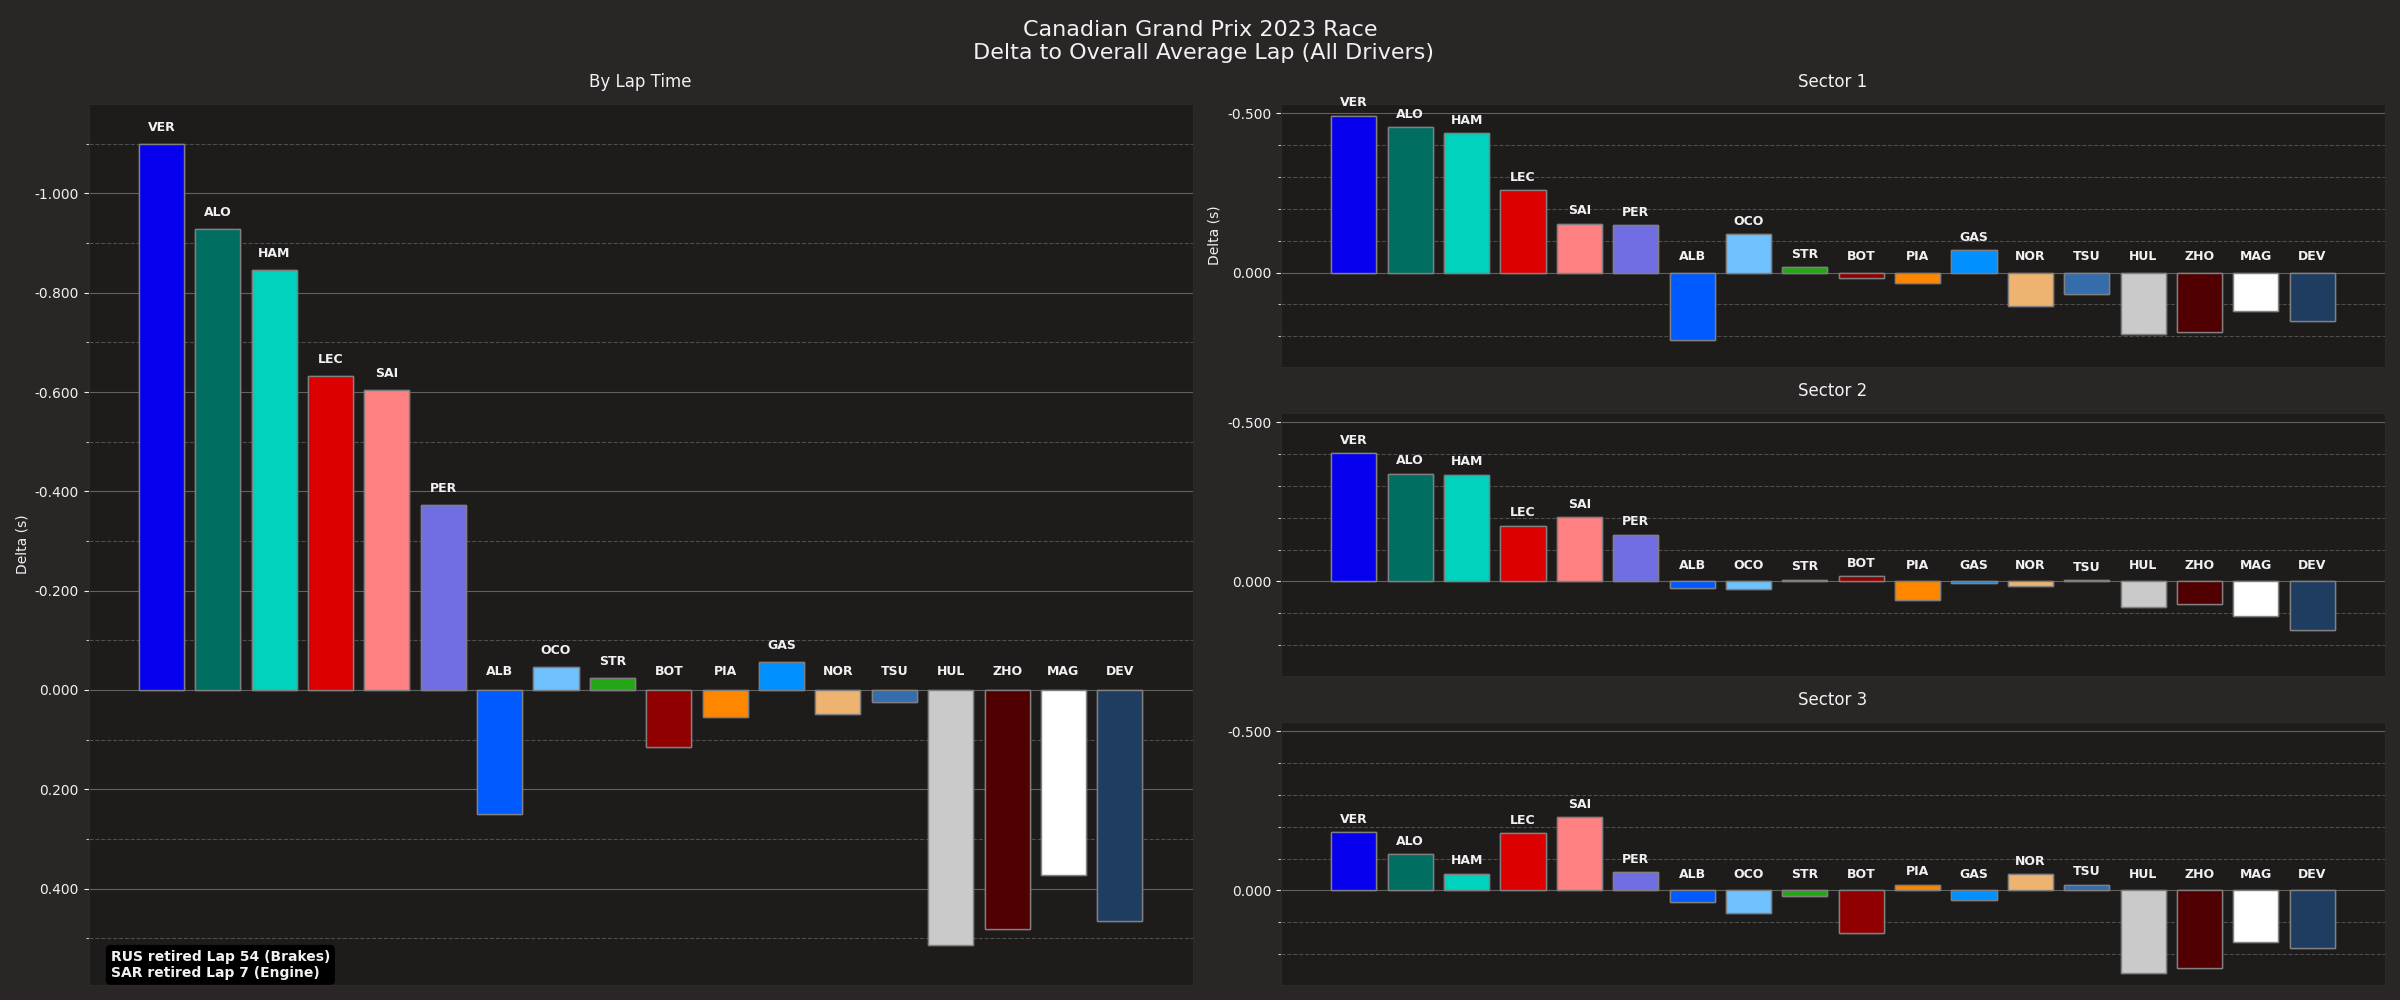 Canadian Grand Prix 2023 Race
Delta to Overall Average Lap (All Drivers)
By Lap Time
Delta (s)
-1.000
-0.800
-0.600
-0.400
-0.200
0.000
0.200
0.400
VER
ALO
HAM
LEC
SAI
PER
ALB
OCO
STR
BOT
PIA
GAS
NOR
TSU
HUL
ZHO
MAG
DEV
RUS retired Lap 54 (Brakes)
SAR retired Lap 7 (Engine)
Sector 1
Delta (s)
-0.500
0.000
VER
ALO
HAM
LEC
SAI
PER
ALB
OCO
STR
BOT
PIA
GAS
NOR
TSU
HUL
ZHO
MAG
DEV
Sector 2
-0.500
0.000
VER
ALO
HAM
LEC
SAI
PER
ALB
OCO
STR
BOT
PIA
GAS
NOR
TSU
HUL
ZHO
MAG
DEV
Sector 3
-0.500
0.000
VER
ALO
HAM
LEC
SAI
PER
ALB
OCO
STR
BOT
PIA
GAS
NOR
TSU
HUL
ZHO
MAG
DEV